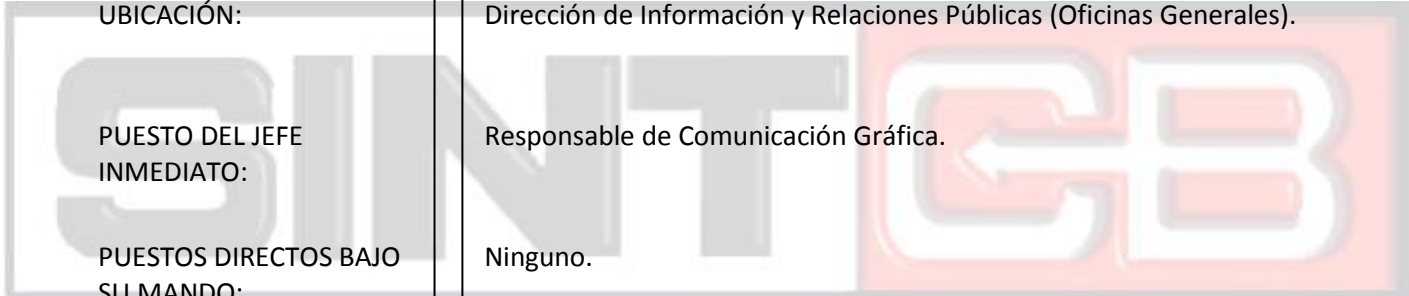 UBICACIÓN: Dirección de Información y Relaciones Públicas (Oficinas Generales).
PUESTO DEL JEFE Responsable de Comunicación Gráfica.
INMEDIATO:
PUESTOS DIRECTOS BAJO Ninguno.
SU MANDO:
SINTCB